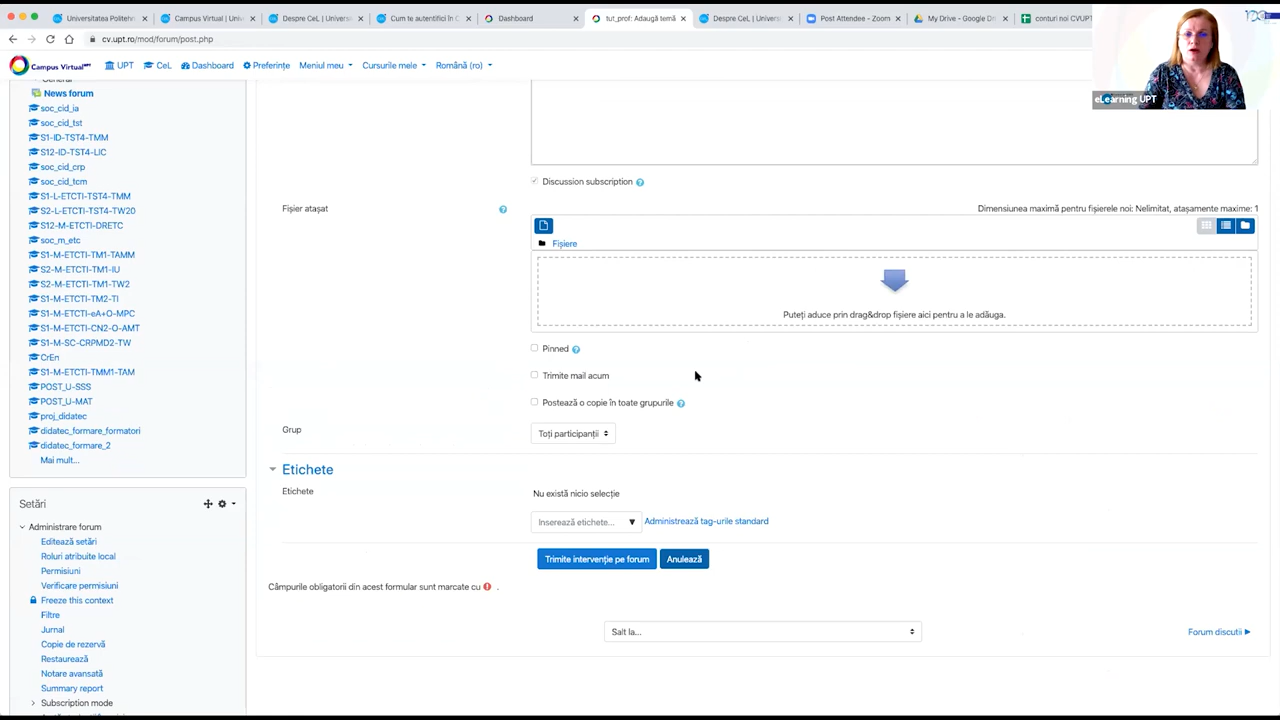 Universitatea Politehn
Campus Virtual | Uni
Despre CeL | Universi
Cum te autentifici în C
Dashboard
tut_prof: Adaugă temă
Despre CeL | Universi
Post Attendee - Zoom
My Drive - Google Dr
conturi noi CVUPT
cv.upt.ro/mod/forum/post.php
Campus Virtual UPT
UPT
CeL
Dashboard
Preferințe
Meniul meu
Cursurile mele
Română (ro)
eLearning UPT
General
News forum
soc_cid_ia
soc_cid_tst
S1-ID-TST4-TMM
S12-ID-TST4-LIC
soc_cid_crp
soc_cid_tcm
S1-L-ETCTI-TST4-TMM
S2-L-ETCTI-TST4-TW20
S12-M-ETCTI-DRETC
soc_m_etc
S1-M-ETCTI-TM1-TAMM
S2-M-ETCTI-TM1-IU
S2-M-ETCTI-TM1-TW2
S1-M-ETCTI-TM2-TI
S1-M-ETCTI-eA+O-MPC
S1-M-ETCTI-CN2-O-AMT
S1-M-SC-CRPMD2-TW
CrEn
S1-M-ETCTI-TMM1-TAM
POST_U-SSS
POST_U-MAT
proj_didatec
didatec_formare_formatori
didatec_formare_2
Mai mult...
Setări
Administrare forum
Editează setări
Roluri atribuite local
Permisiuni
Verificare permisiuni
Freeze this context
Filtre
Jurnal
Copie de rezervă
Restaurează
Notare avansată
Summary report
Subscription mode
Discussion subscription
Fișier atașat
Dimensiunea maximă pentru fișierele noi: Nelimitat, atașamente maxime: 1
Fișiere
Puteți aduce prin drag&drop fișiere aici pentru a le adăuga.
Pinned
Trimite mail acum
Postează o copie în toate grupurile
Grup
Toți participanții
Etichete
Etichete
Nu există nicio selecție
Inserează etichete...
Administrează tag-urile standard
Trimite intervenție pe forum
Anulează
Câmpurile obligatorii din acest formular sunt marcate cu .
Salt la...
Forum discutii